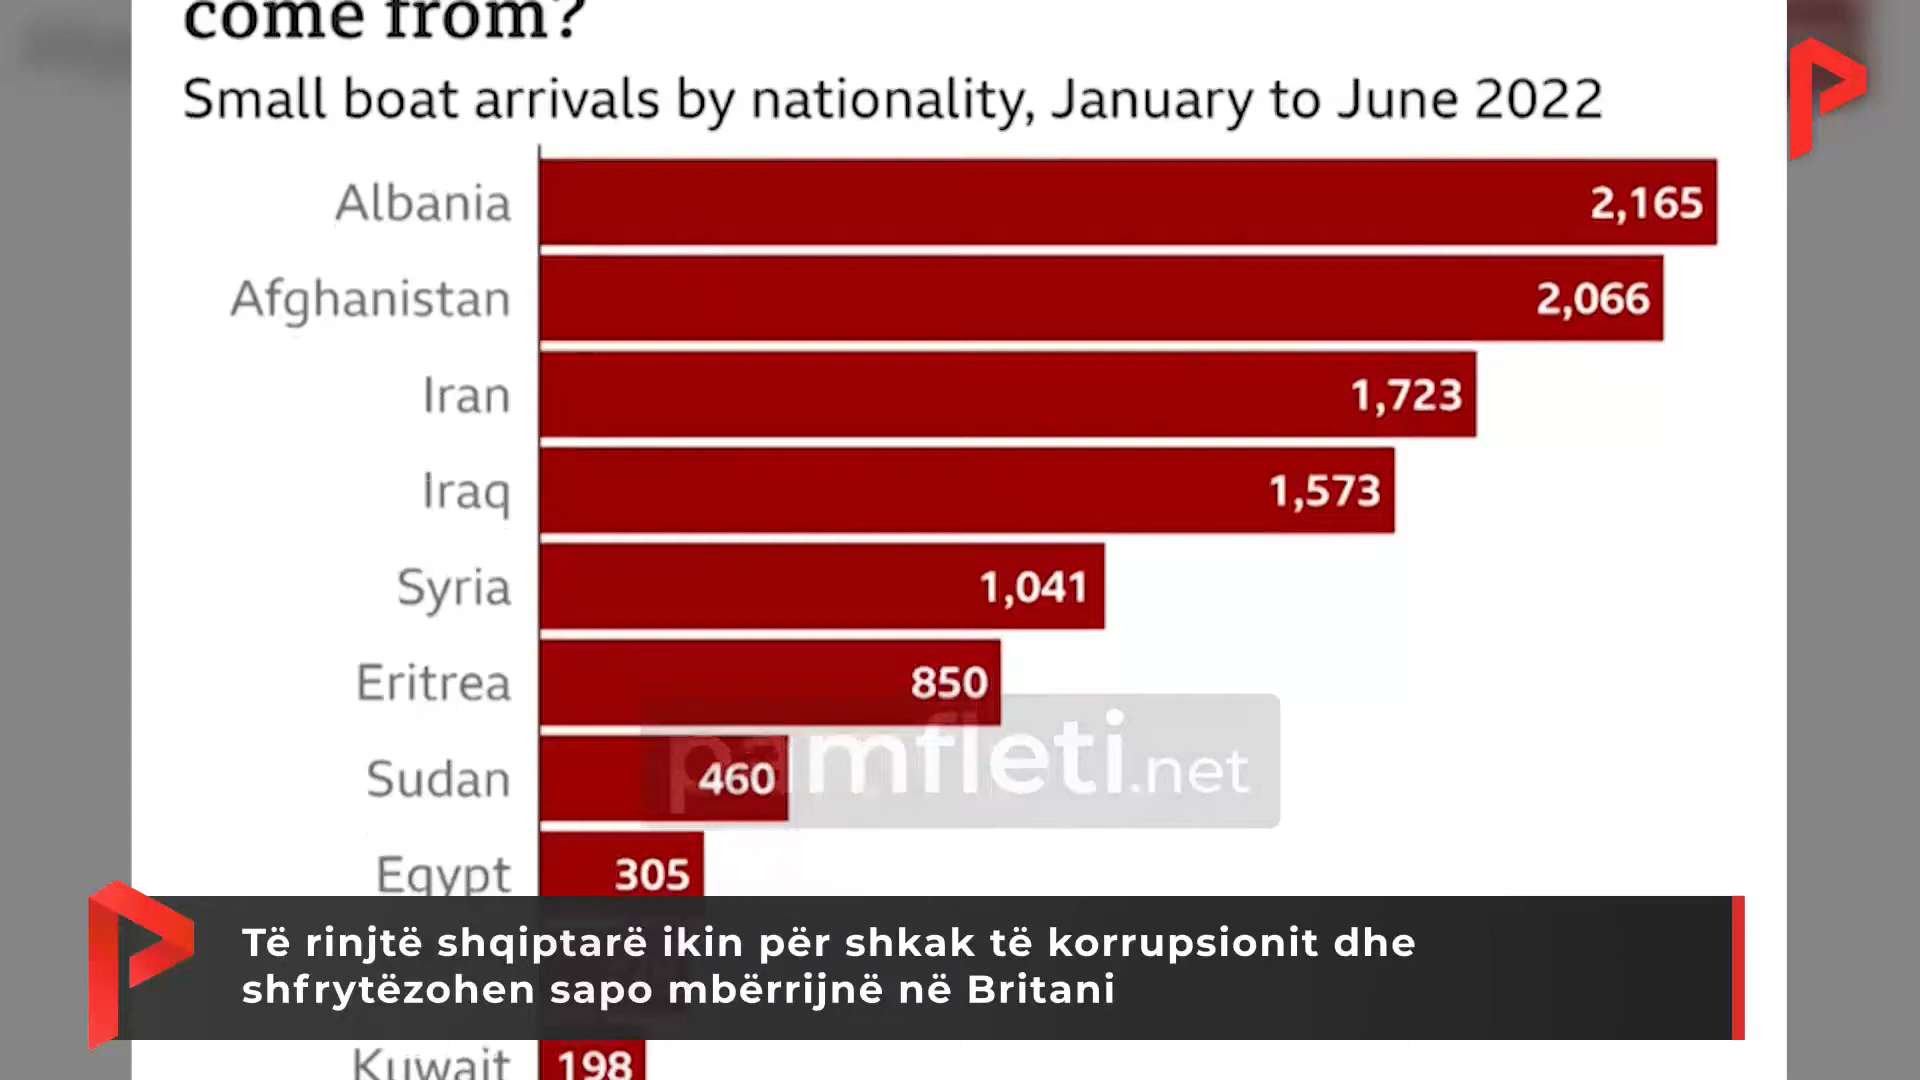 come from?
Small boat arrivals by nationality, January to June 2022
Albania 2,165
Afghanistan 2,066
Iran 1,723
Iraq 1,573
Syria 1,041
Eritrea 850
Sudan 460
pamfleti.net
Egypt 305
Të rinjtë shqiptarë ikin për shkak të korrupsionit dhe
shfrytëzohen sapo mbërrijnë në Britani
Kuwait 198